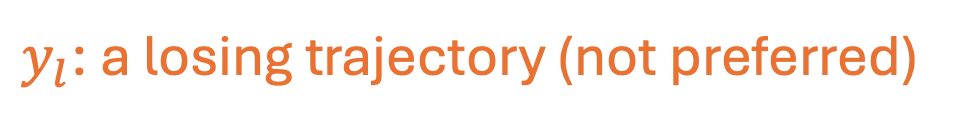 y_l: a losing trajectory (not preferred)